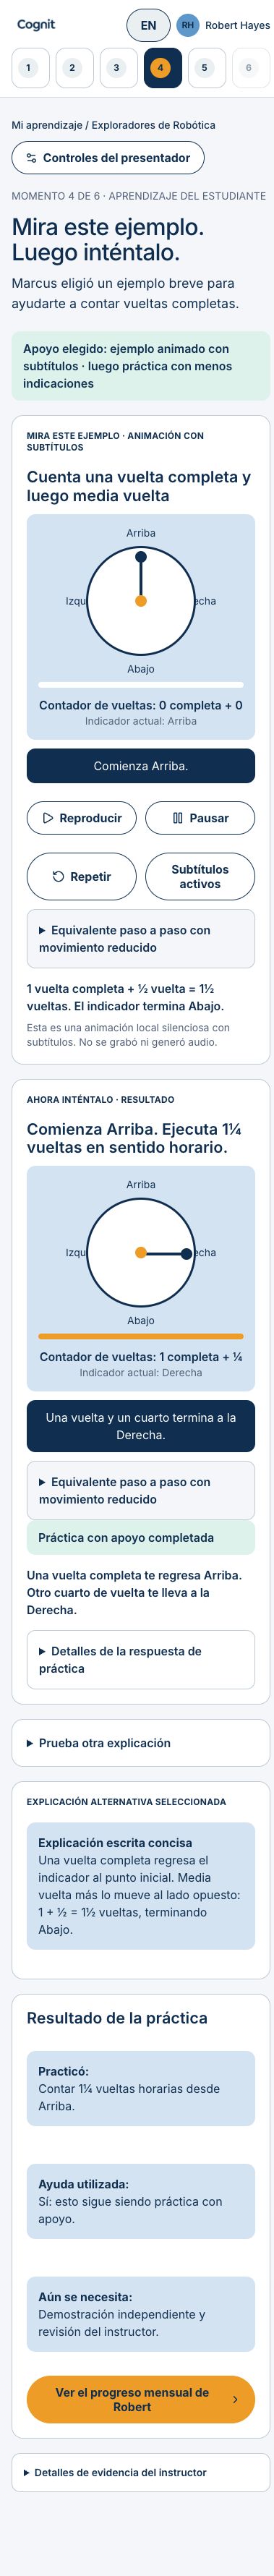 Cognit
EN
RH
Robert Hayes
1
2
3
4
5
6
Mi aprendizaje / Exploradores de Robótica
Controles del presentador
MOMENTO 4 DE 6 · APRENDIZAJE DEL ESTUDIANTE
Mira este ejemplo.
Luego inténtalo.
Marcus eligió un ejemplo breve para
ayudarte a contar vueltas completas.
Apoyo elegido: ejemplo animado con
subtítulos · luego práctica con menos
indicaciones
MIRA ESTE EJEMPLO · ANIMACIÓN CON
SUBTÍTULOS
Cuenta una vuelta completa y
luego media vuelta
Arriba
Izqu
echa
Abajo
Contador de vueltas: 0 completa + 0
Indicador actual: Arriba
Comienza Arriba.
Reproducir
Pausar
Repetir
Subtítulos
activos
Equivalente paso a paso con
movimiento reducido
1 vuelta completa + ½ vuelta = 1½
vueltas. El indicador termina Abajo.
Esta es una animación local silenciosa con
subtítulos. No se grabó ni generó audio.
AHORA INTÉNTALO · RESULTADO
Comienza Arriba. Ejecuta 1¼
vueltas en sentido horario.
Arriba
Izqu
echa
Abajo
Contador de vueltas: 1 completa + ¼
Indicador actual: Derecha
Una vuelta y un cuarto termina a la
Derecha.
Equivalente paso a paso con
movimiento reducido
Práctica con apoyo completada
Una vuelta completa te regresa Arriba.
Otro cuarto de vuelta te lleva a la
Derecha.
Detalles de la respuesta de
práctica
Prueba otra explicación
EXPLICACIÓN ALTERNATIVA SELECCIONADA
Explicación escrita concisa
Una vuelta completa regresa el
indicador al punto inicial. Media
vuelta más lo mueve al lado opuesto:
1 + ½ = 1½ vueltas, terminando
Abajo.
Resultado de la práctica
Practicó:
Contar 1¼ vueltas horarias desde
Arriba.
Ayuda utilizada:
Sí: esto sigue siendo práctica con
apoyo.
Aún se necesita:
Demostración independiente y
revisión del instructor.
Ver el progreso mensual de
Robert
Detalles de evidencia del instructor